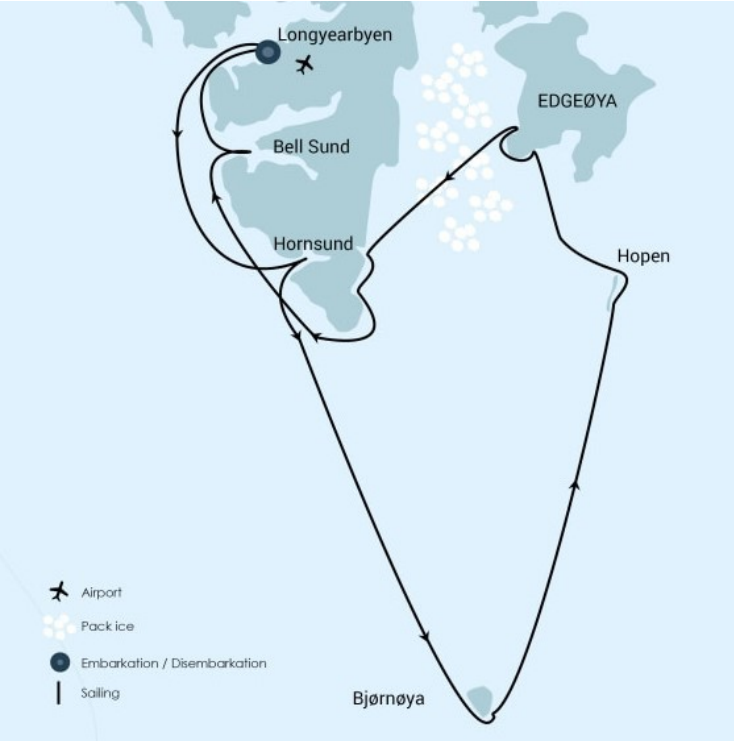 Longyearbyen
EDGEØYA
Bell Sund
Hornsund
Hopen
Bjørnøya
Airport
Pack ice
Embarkation / Disembarkation
Sailing